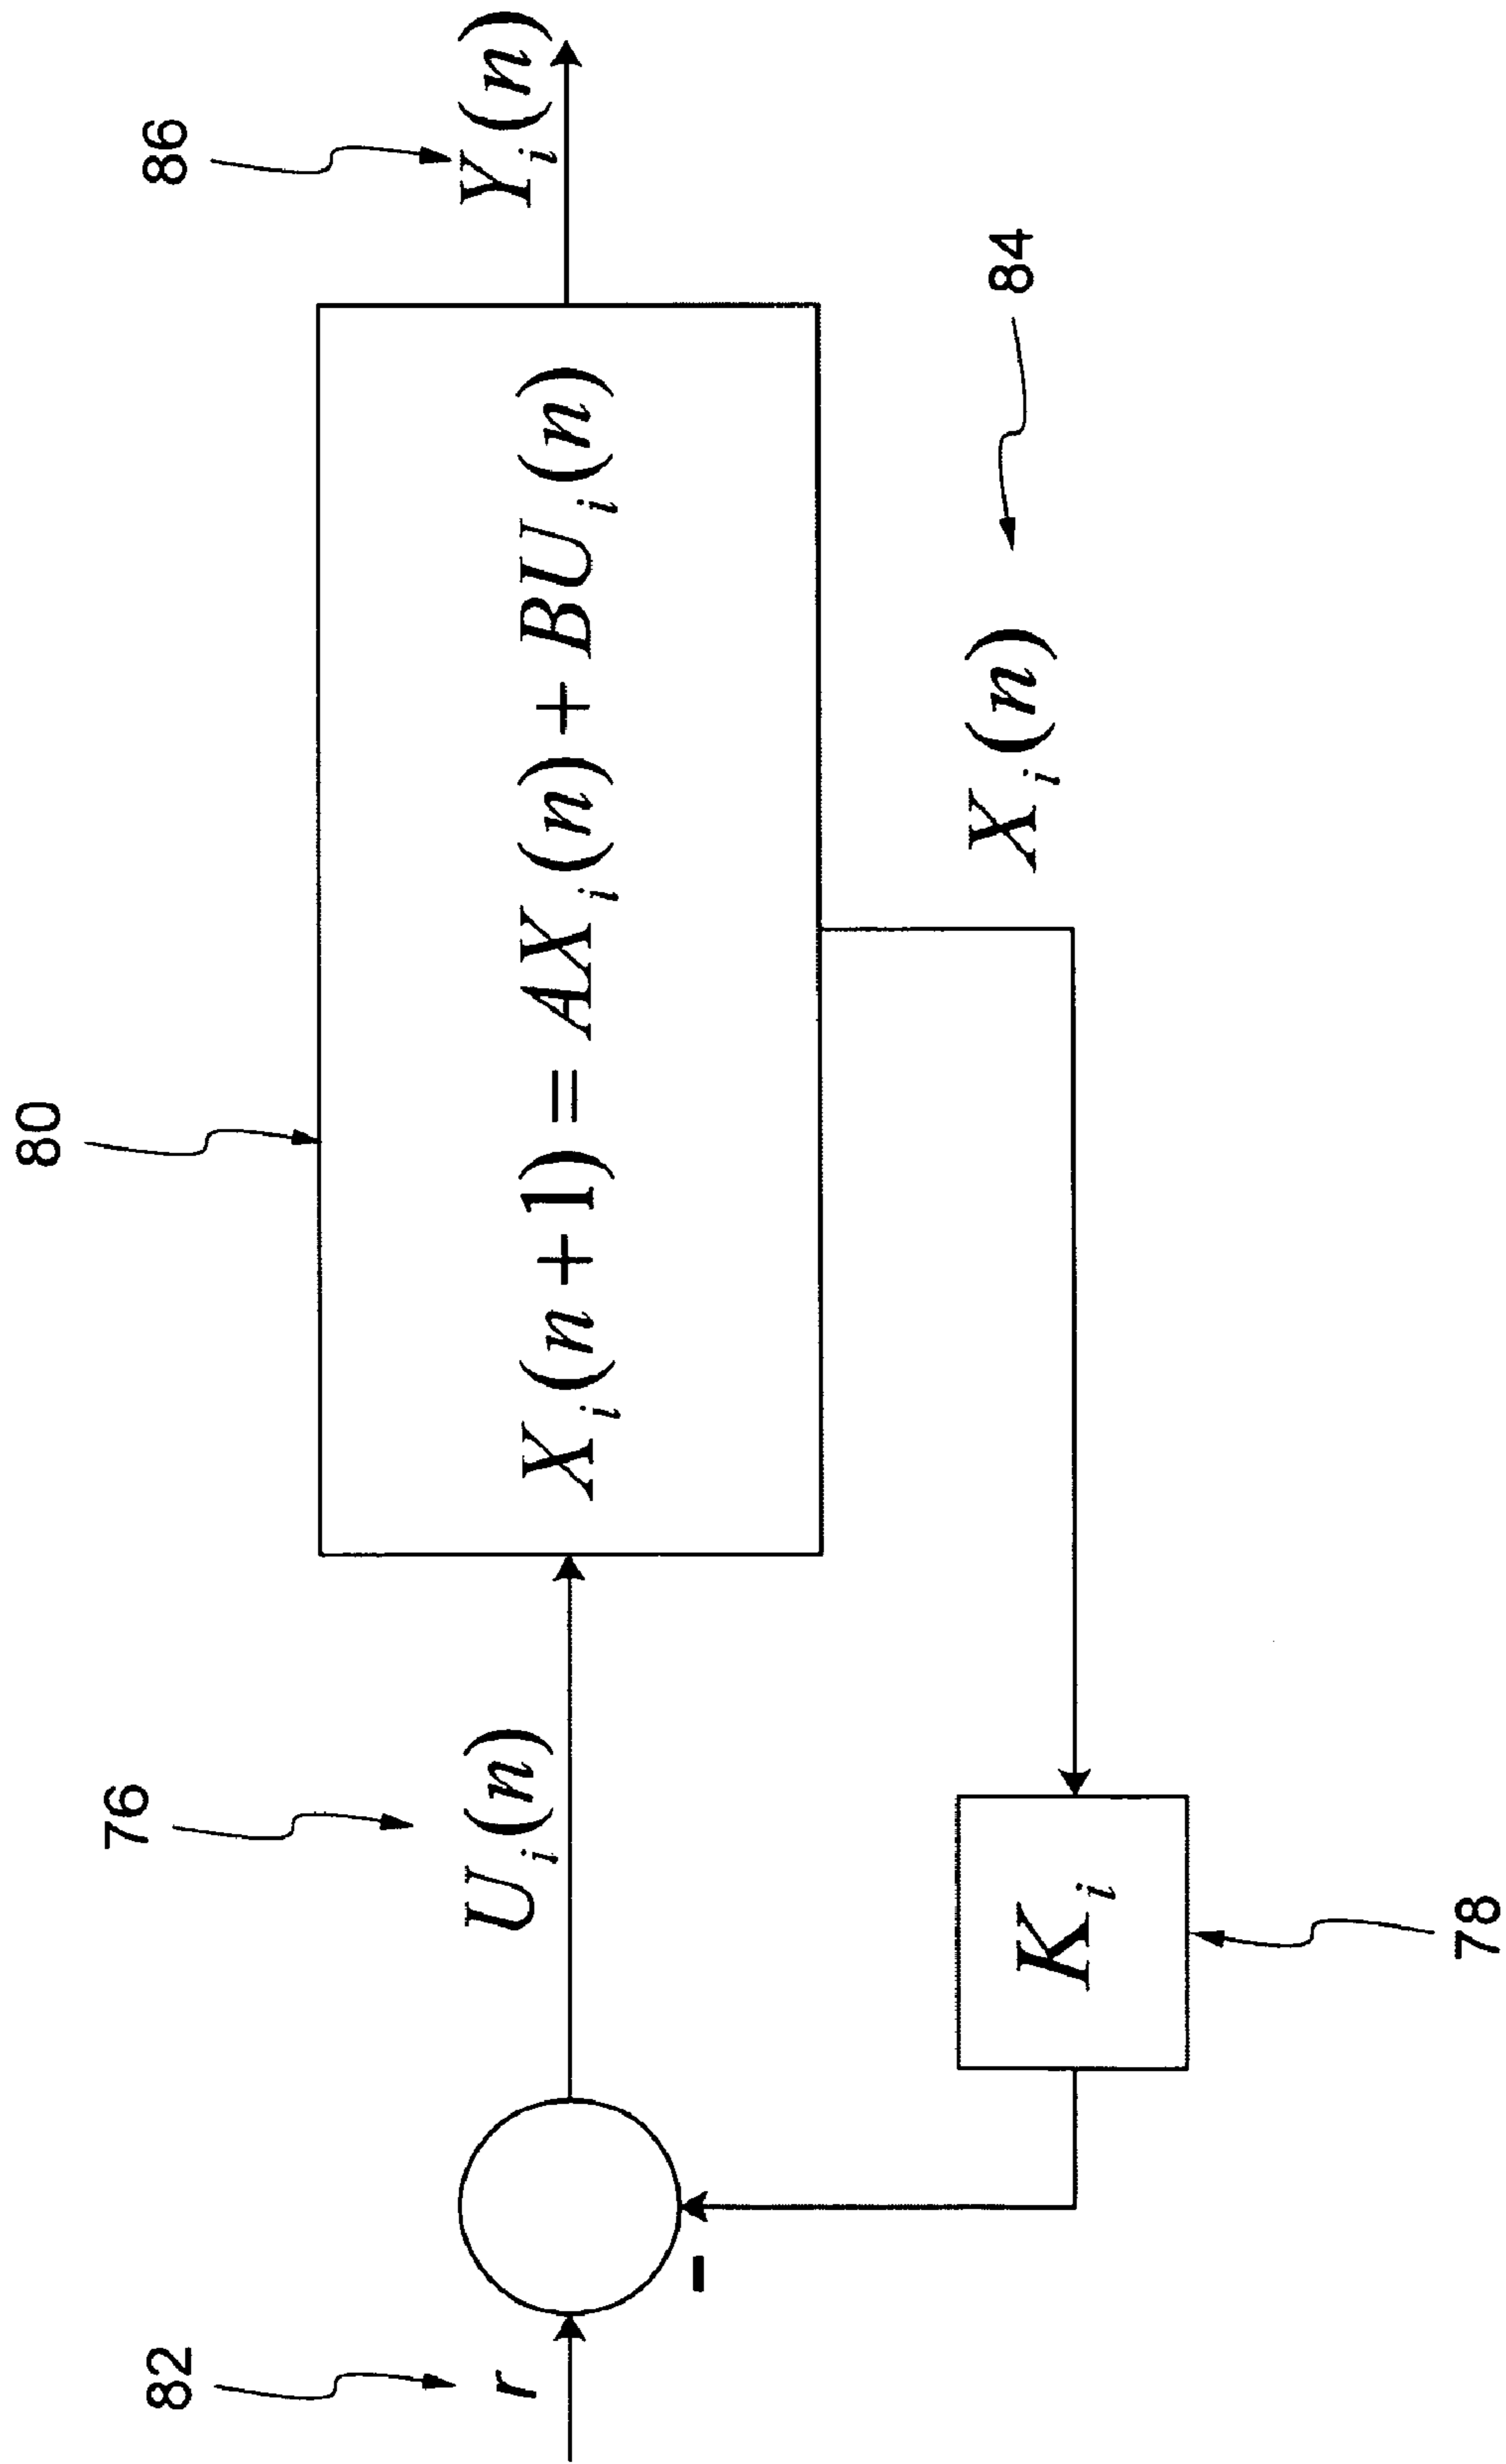 80
86
76
82
Y_i(n)
U_i(n)
r
X_i(n+1) = AX_i(n) + BU_i(n)
-
84
X_i(n)
K_i
78